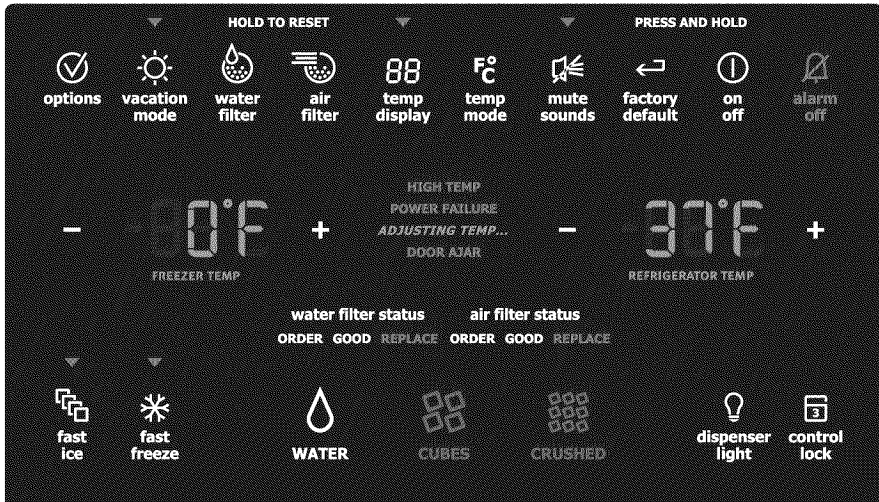 HOLD TO RESET PRESS AND HOLD
options vacation mode water filter air filter 88 temp display F°C temp mode mute sounds factory default on off alarm off
HIGH TEMP
POWER FAILURE
0°F ADJUSTING TEMP... 37°F
DOOR AJAR
FREEZER TEMP REFRIGERATOR TEMP
water filter status air filter status
ORDER GOOD REPLACE ORDER GOOD REPLACE
3
fast ice fast freeze WATER CUBES CRUSHED dispenser light control lock